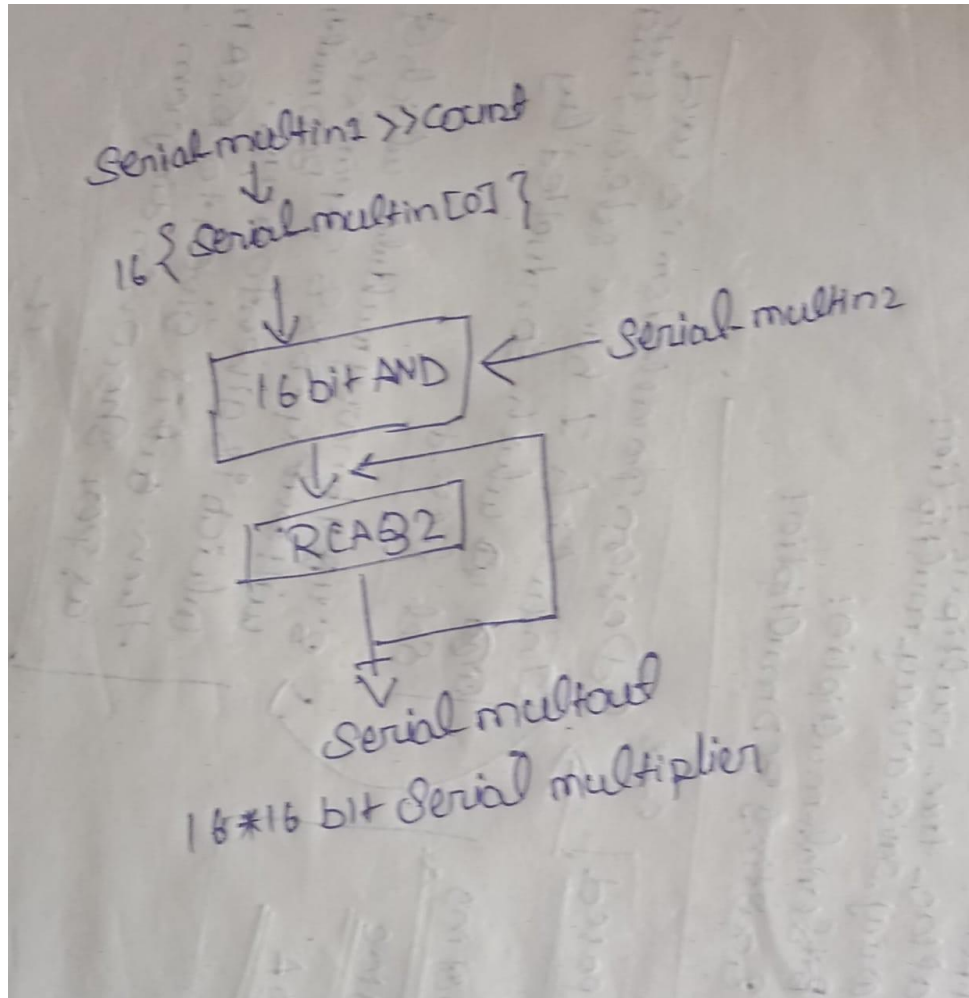 Serial multin1 >> count
16 { Serial multin [0] }
Serial multin2
16 bit AND
RCA32
Serial multout
16*16 bit Serial multiplier